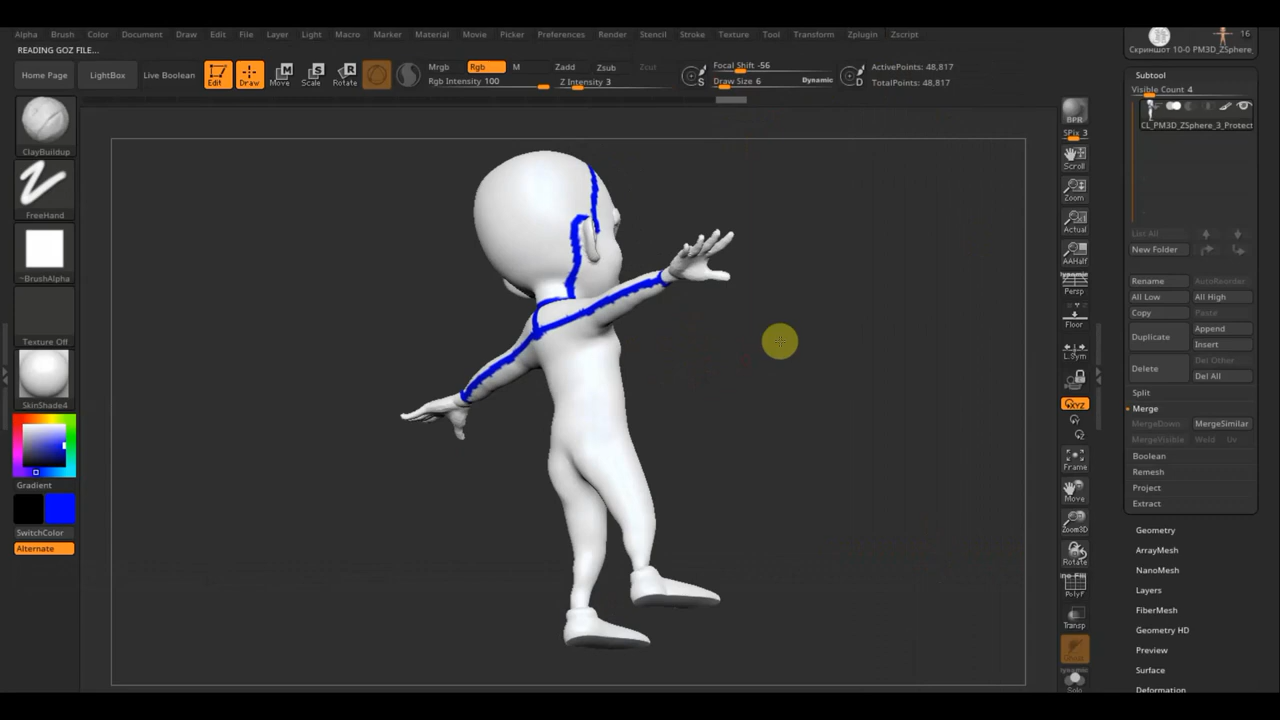 Alpha Brush Color Document Draw Edit File Layer Light Macro Marker Material Movie Picker Preferences Render Stencil Stroke Texture Tool Transform Zplugin Zscript
READING GOZ FILE...
Home Page
LightBox
Live Boolean
Edit
Draw
Move
Scale
Rotate
Mrgb Rgb M
Rgb Intensity 100
Zadd Zsub Zcut
Z Intensity 3
Focal Shift -56
Draw Size 6 Dynamic
S
D
ActivePoints: 48,817
TotalPoints: 48,817
ClayBuildup
FreeHand
~BrushAlpha
Texture Off
SkinShade4
Gradient
SwitchColor
Alternate
BPR
SPix 3
Scroll
Zoom
Actual
AAHalf
Dynamic
Persp
Floor
L.Sym
XYZ
Frame
Move
Zoom3D
Rotate
PolyF
Transp
Solo
16
Скриншот 10-0 PM3D_ZSphere_
Subtool
Visible Count 4
CL_PM3D_ZSphere_3_Protect
List All
New Folder
Rename AutoReorder
All Low All High
Copy Paste
Duplicate Append
Insert
Delete Del Other
Del All
Split
Merge
MergeDown MergeSimilar
MergeVisible Weld Uv
Boolean
Remesh
Project
Extract
Geometry
ArrayMesh
NanoMesh
Layers
FiberMesh
Geometry HD
Preview
Surface
Deformation